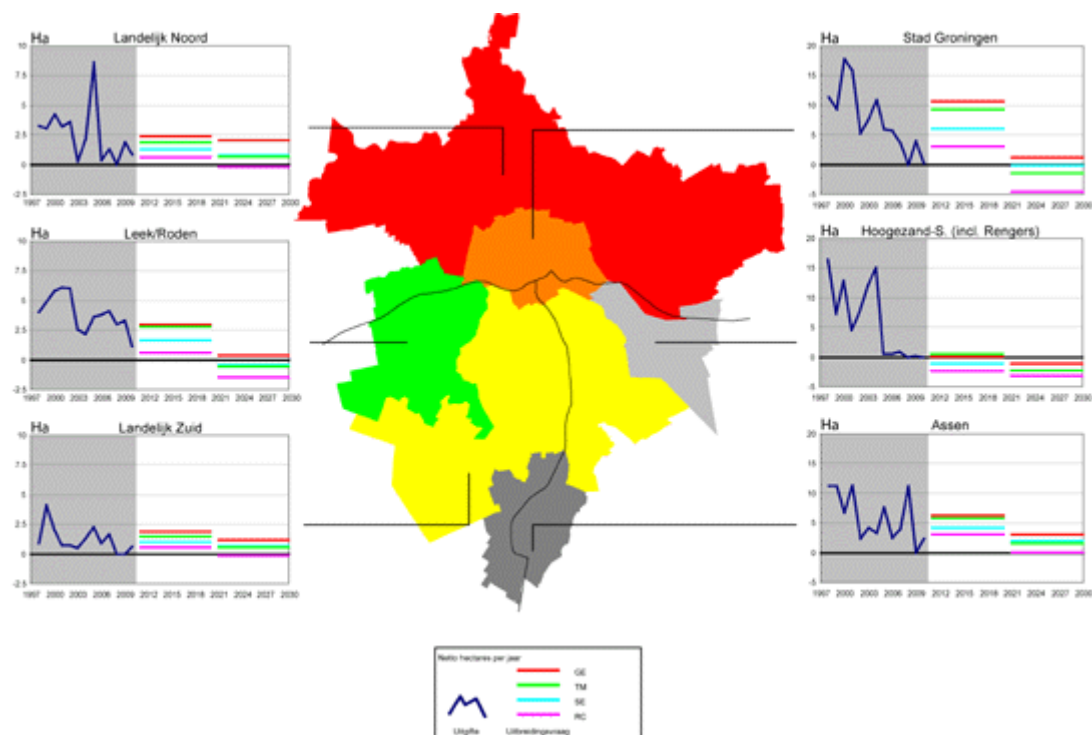 Ha Landelijk Noord
10
7.5
5
2.5
0
-2.5
1997 2000 2003 2006 2009 2012 2015 2018 2021 2024 2027 2030
Ha Leek/Roden
10
7.5
5
2.5
0
-2.5
1997 2000 2003 2006 2009 2012 2015 2018 2021 2024 2027 2030
Ha Landelijk Zuid
10
7.5
5
2.5
0
-2.5
1997 2000 2003 2006 2009 2012 2015 2018 2021 2024 2027 2030
Ha Stad Groningen
20
15
10
5
0
-5
1997 2000 2003 2006 2009 2012 2015 2018 2021 2024 2027 2030
Ha Hoogezand-S. (incl. Rengers)
20
15
10
5
0
-5
1997 2000 2003 2006 2009 2012 2015 2018 2021 2024 2027 2030
Ha Assen
20
15
10
5
0
-5
1997 2000 2003 2006 2009 2012 2015 2018 2021 2024 2027 2030
Netto hectares per jaar
GE
TM
SE
RC
Uitgifte Uitbreidingsvraag